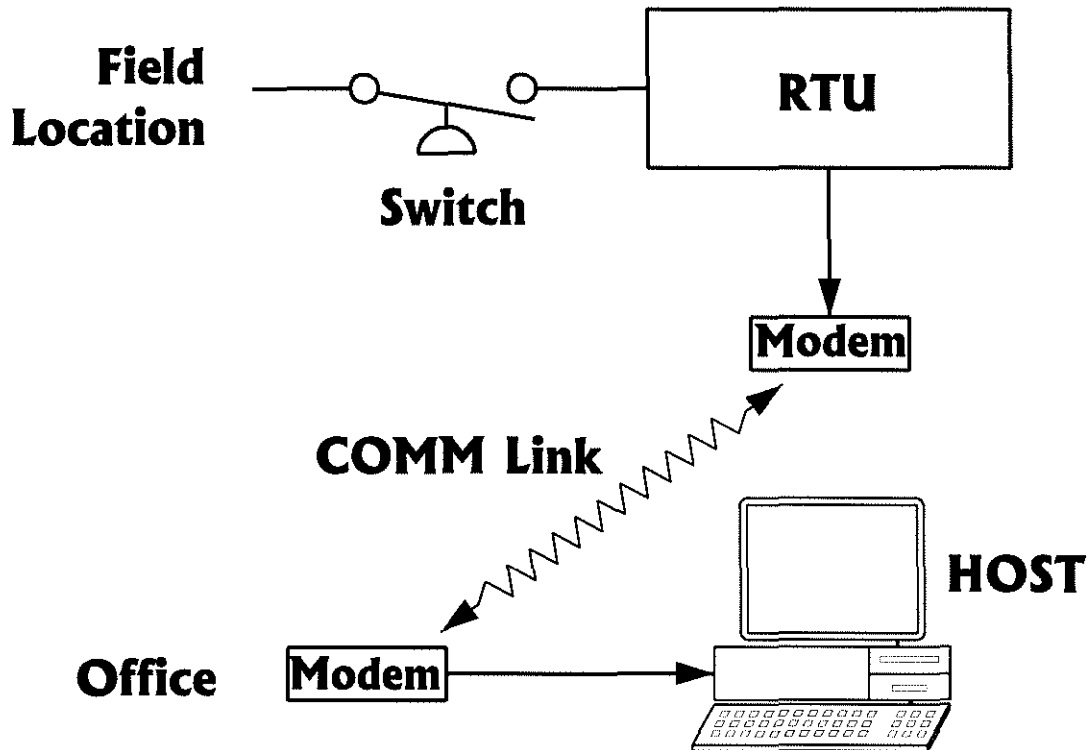 Field
Location
RTU
Switch
Modem
COMM Link
HOST
Office
Modem